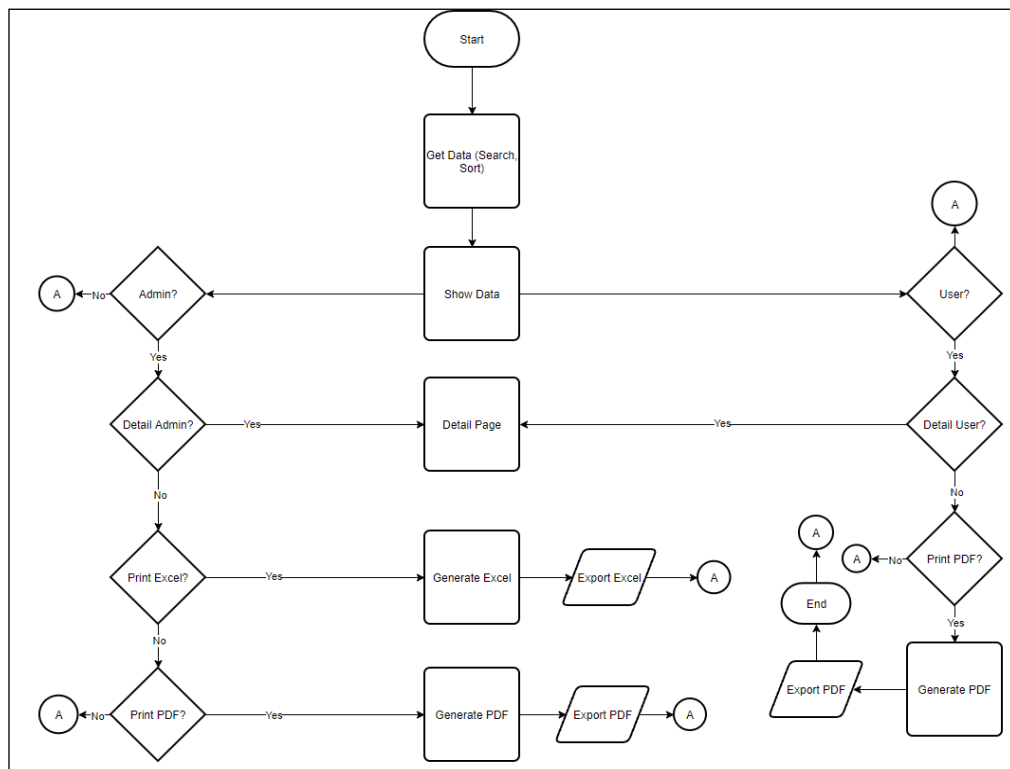 Start
Get Data (Search,
Sort)
A
A
No
Admin?
Show Data
User?
Yes
Yes
Detail Admin?
Yes
Detail Page
Yes
Detail User?
No
No
A
A
No
Print PDF?
Print Excel?
Yes
Generate Excel
Export Excel
A
End
Yes
No
Export PDF
Generate PDF
A
No
Print PDF?
Yes
Generate PDF
Export PDF
A